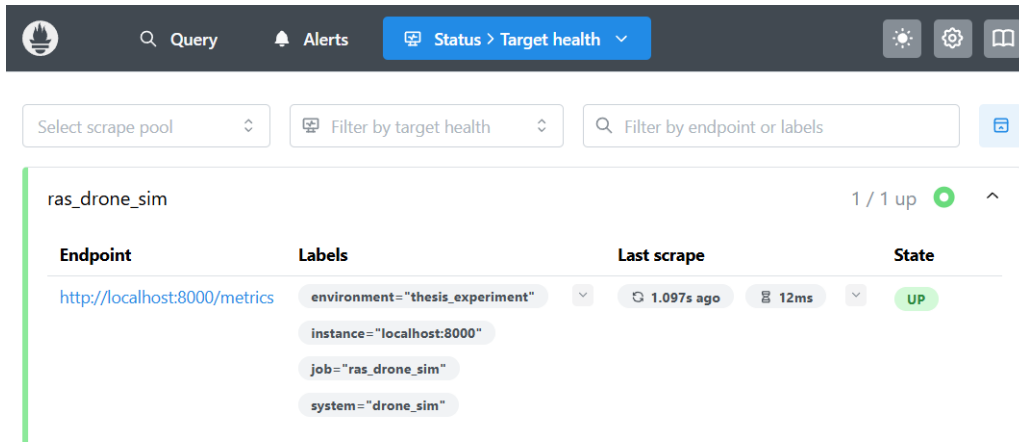 Query Alerts Status > Target health
Select scrape pool Filter by target health Filter by endpoint or labels
ras_drone_sim 1 / 1 up
Endpoint Labels Last scrape State
http://localhost:8000/metrics environment="thesis_experiment" 1.097s ago 12ms UP
instance="localhost:8000"
job="ras_drone_sim"
system="drone_sim"